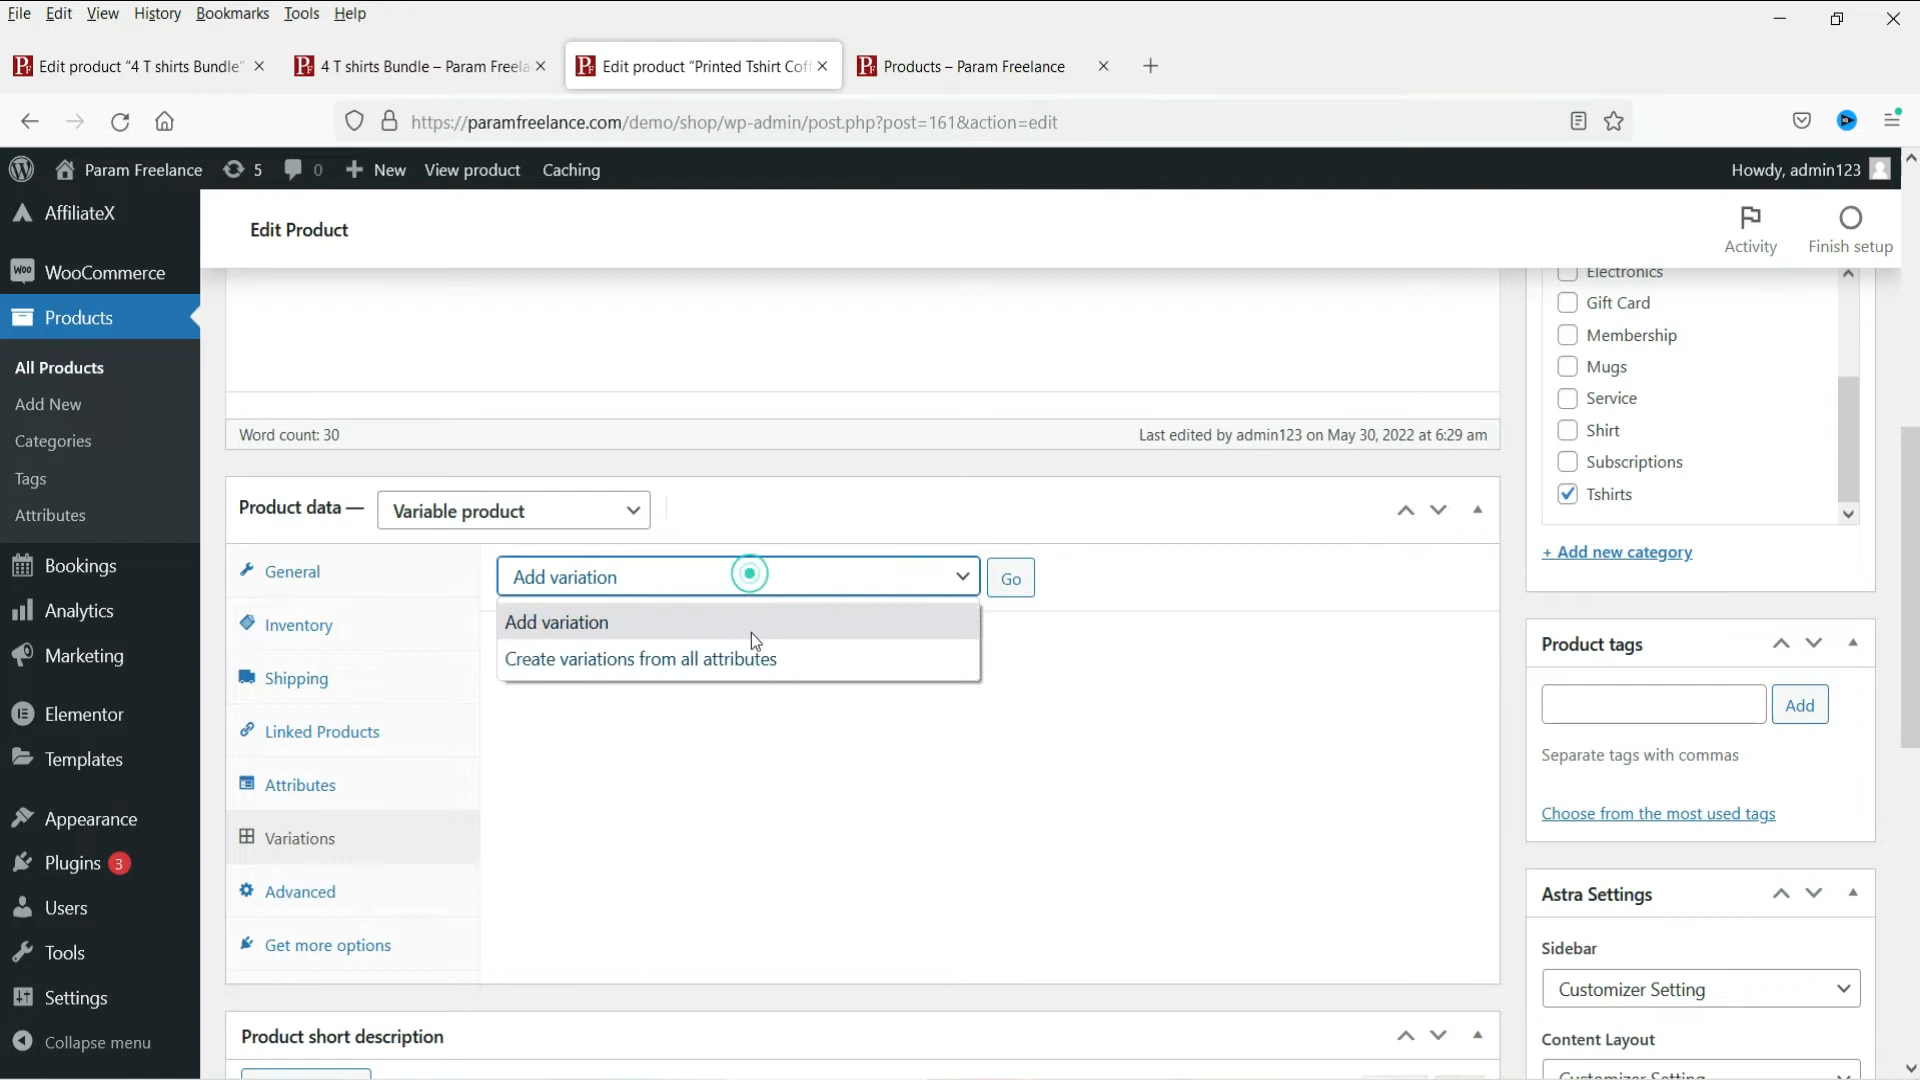 File Edit View History Bookmarks Tools Help
Edit product "4 T shirts Bundle"
4 T shirts Bundle – Param Freela
Edit product "Printed Tshirt Cof
Products – Param Freelance
https://paramfreelance.com/demo/shop/wp-admin/post.php?post=161&action=edit
Param Freelance 5 0 New View product Caching Howdy, admin123
AffiliateX
WooCommerce
Products
All Products
Add New
Categories
Tags
Attributes
Bookings
Analytics
Marketing
Elementor
Templates
Appearance
Plugins 3
Users
Tools
Settings
Collapse menu
Edit Product
Activity
Finish setup
Word count: 30
Last edited by admin123 on May 30, 2022 at 6:29 am
Product data — Variable product
General
Inventory
Shipping
Linked Products
Attributes
Variations
Advanced
Get more options
Add variation
Go
Add variation
Create variations from all attributes
Product short description
Electronics
Gift Card
Membership
Mugs
Service
Shirt
Subscriptions
Tshirts
+ Add new category
Product tags
Add
Separate tags with commas
Choose from the most used tags
Astra Settings
Sidebar
Customizer Setting
Content Layout
Customizer Setting